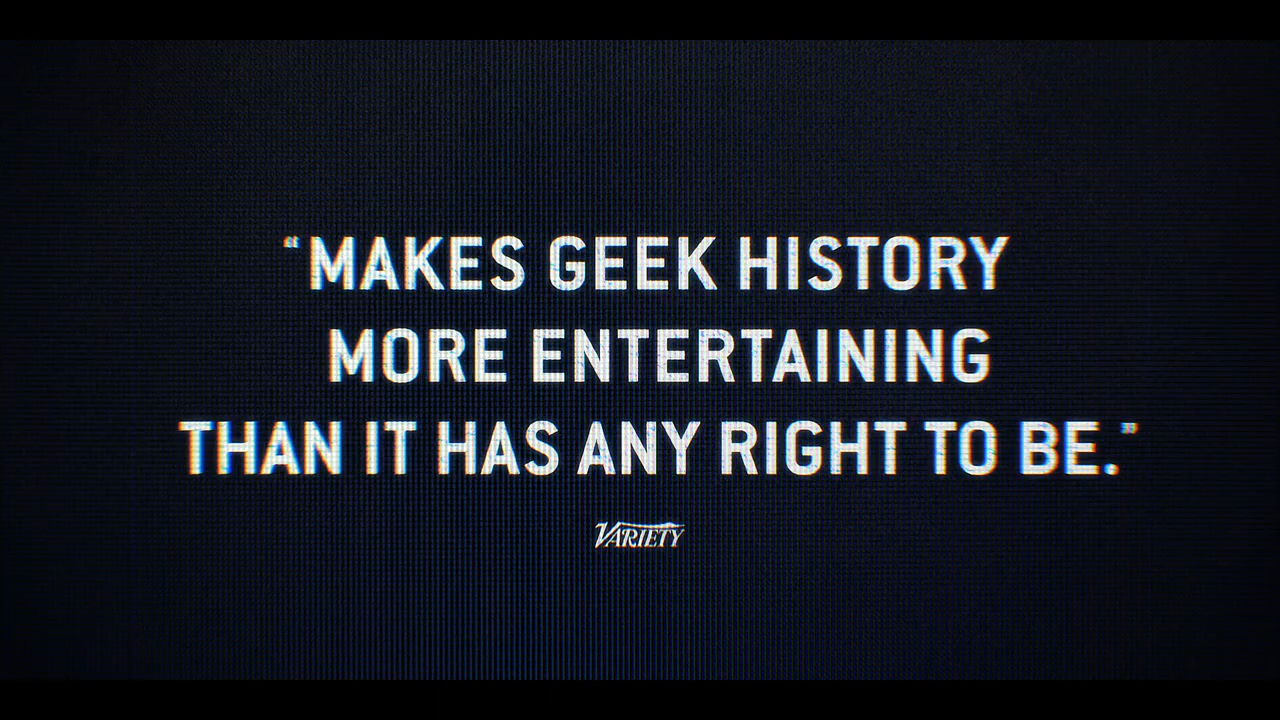 “MAKES GEEK HISTORY
MORE ENTERTAINING
THAN IT HAS ANY RIGHT TO BE.”
VARIETY